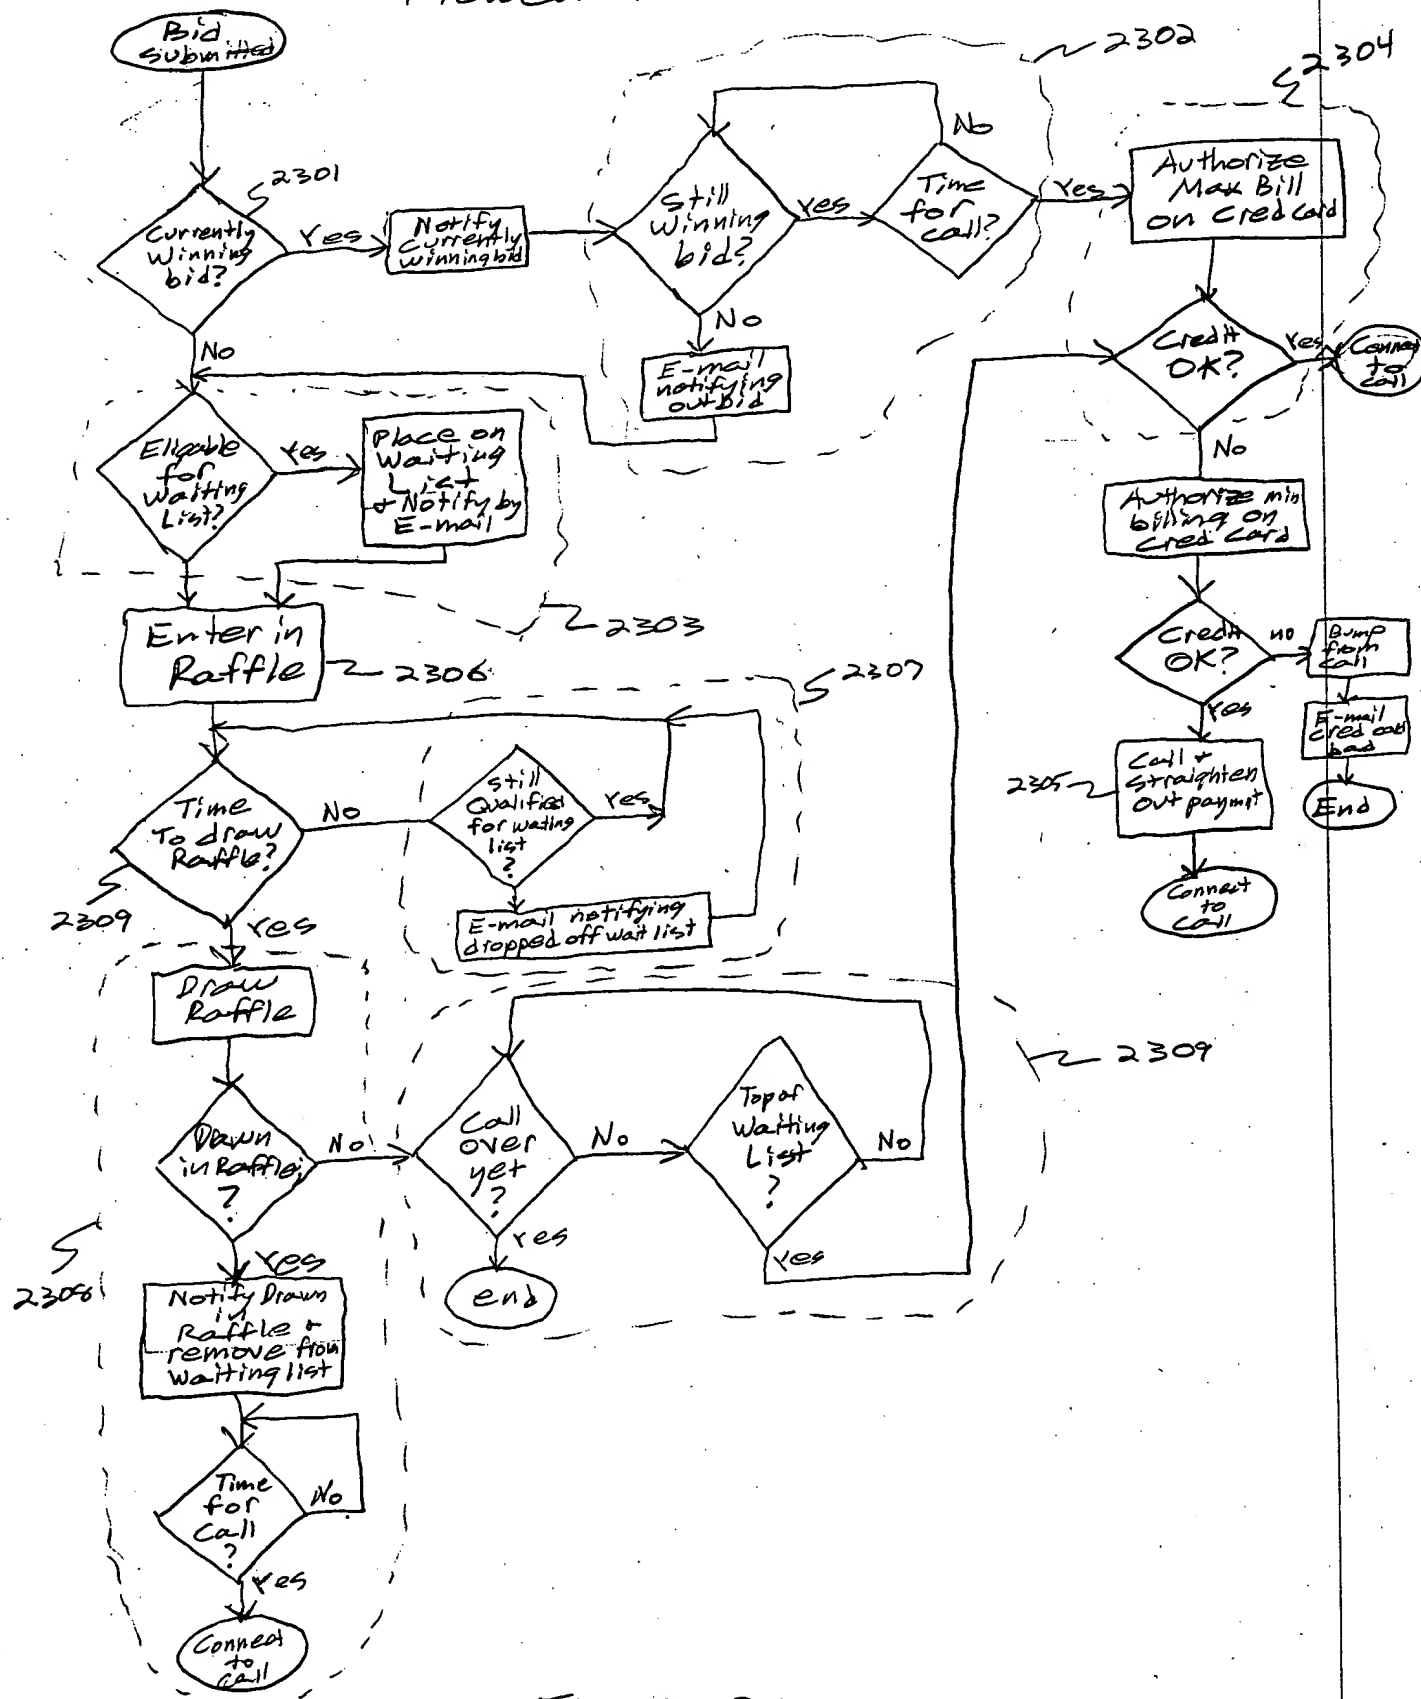 Bid
submitted
2302
2304
2301
Currently
Winning
bid?
Yes
Notify
Currently
Winning bid
Still
Winning
bid?
Yes
Time
for
call?
No
Yes
Authorize
Max Bill
on Cred Card
No
No
E-mail
notifying
outbid
Credit
OK?
Yes
Connect
to
call
No
Eligable
for
Waiting
List?
Yes
Place on
Waiting
List
+ Notify by
E-mail
Authorize min
billing on
Cred Card
2303
Enter in
Raffle
2306
Credit
OK?
no
Bump
from
call
Yes
E-mail
cred card
bad
End
2307
Time
To draw
Raffle?
No
Still
Qualified
for wating
list
?
Yes
2305
Call +
Straighten
Out paymt
Connect
to
Call
2309
Yes
E-mail notifying
dropped off wait list
Draw
Raffle
2309
Drawn
in Raffle
?
No
Call
over
yet
?
No
Top of
Waiting
List
?
No
Yes
Yes
Yes
end
2308
Notify Drawn
in
Raffle +
remove from
Waiting list
Time
for
Call
?
No
Yes
Connect
to
call